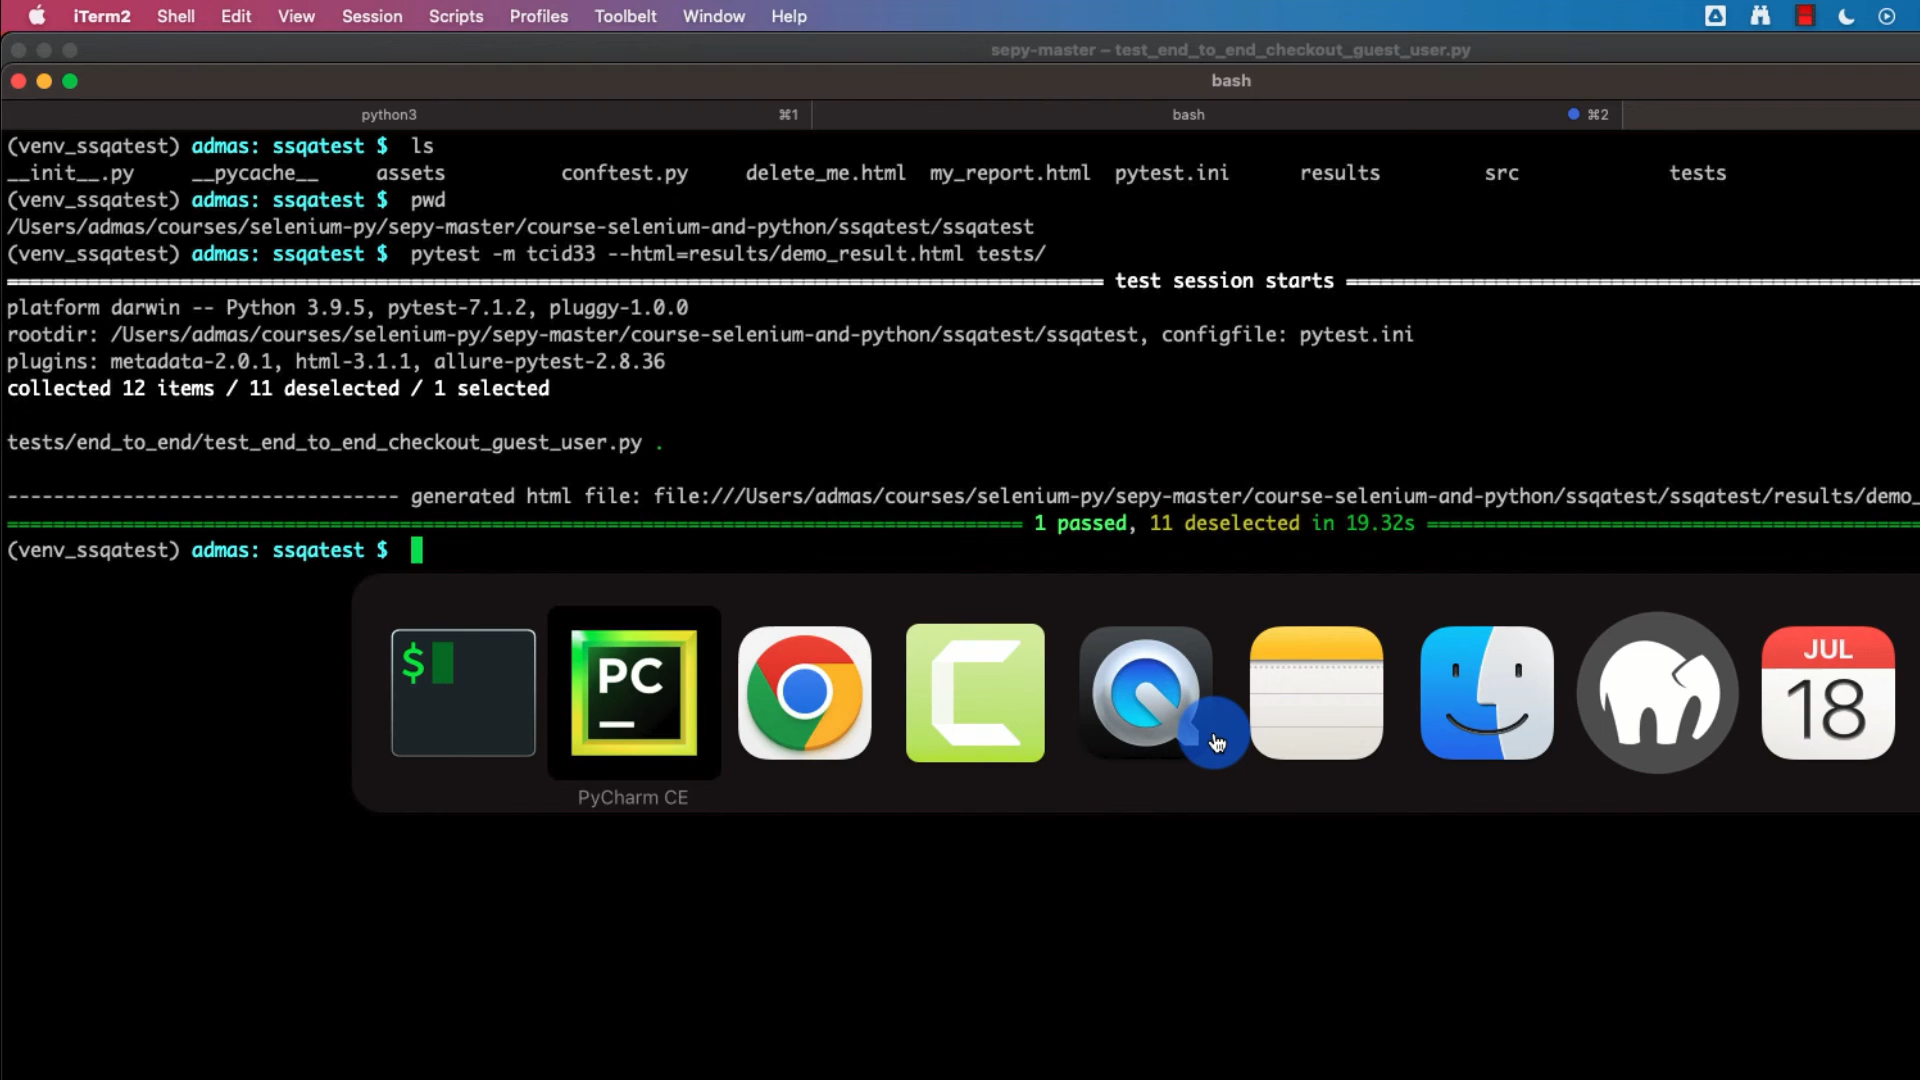 iTerm2 Shell Edit View Session Scripts Profiles Toolbelt Window Help
sepy-master – test_end_to_end_checkout_guest_user.py
bash
python3 ⌘1 bash ⌘2
(venv_ssqatest) admas: ssqatest $ ls
__init__.py __pycache__ assets conftest.py delete_me.html my_report.html pytest.ini results src tests
(venv_ssqatest) admas: ssqatest $ pwd
/Users/admas/courses/selenium-py/sepy-master/course-selenium-and-python/ssqatest/ssqatest
(venv_ssqatest) admas: ssqatest $ pytest -m tcid33 --html=results/demo_result.html tests/
test session starts
platform darwin -- Python 3.9.5, pytest-7.1.2, pluggy-1.0.0
rootdir: /Users/admas/courses/selenium-py/sepy-master/course-selenium-and-python/ssqatest/ssqatest, configfile: pytest.ini
plugins: metadata-2.0.1, html-3.1.1, allure-pytest-2.8.36
collected 12 items / 11 deselected / 1 selected
tests/end_to_end/test_end_to_end_checkout_guest_user.py .
------------------------------- generated html file: file:///Users/admas/courses/selenium-py/sepy-master/course-selenium-and-python/ssqatest/ssqatest/results/demo_
1 passed, 11 deselected in 19.32s
(venv_ssqatest) admas: ssqatest $
$
PC
JUL
18
PyCharm CE